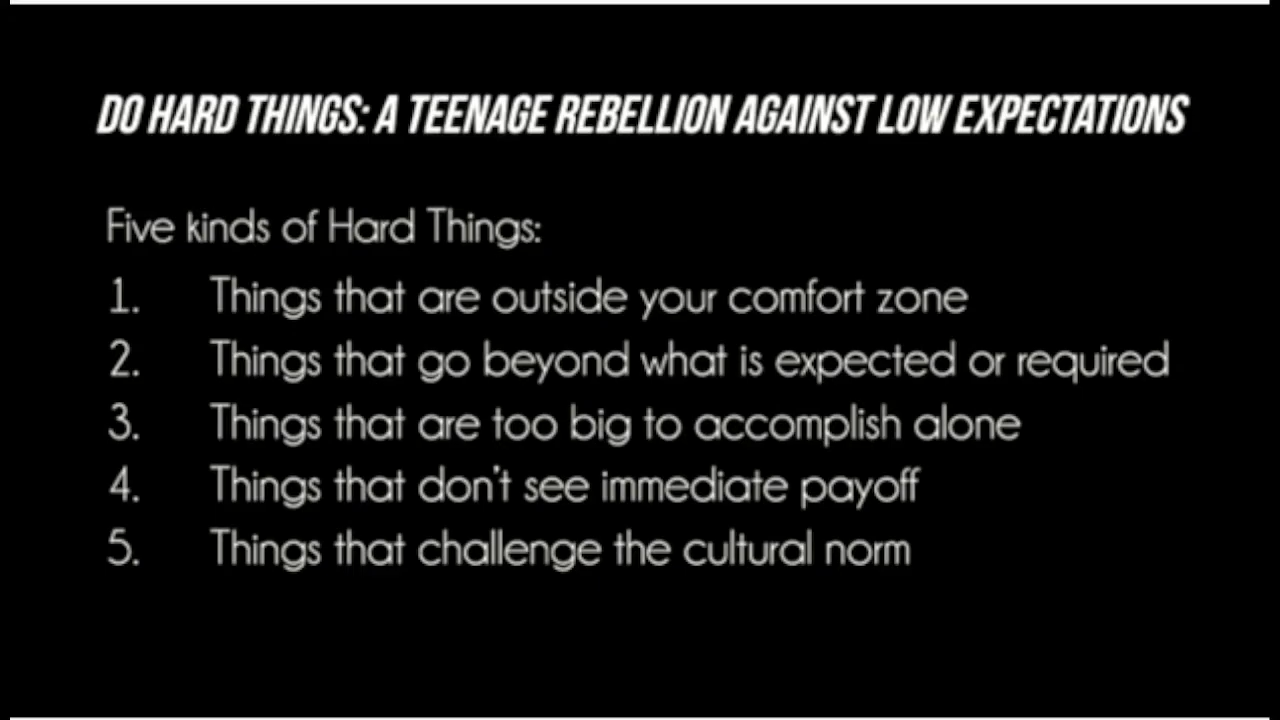 DO HARD THINGS: A TEENAGE REBELLION AGAINST LOW EXPECTATIONS
Five kinds of Hard Things:
1. Things that are outside your comfort zone
2. Things that go beyond what is expected or required
3. Things that are too big to accomplish alone
4. Things that don't see immediate payoff
5. Things that challenge the cultural norm